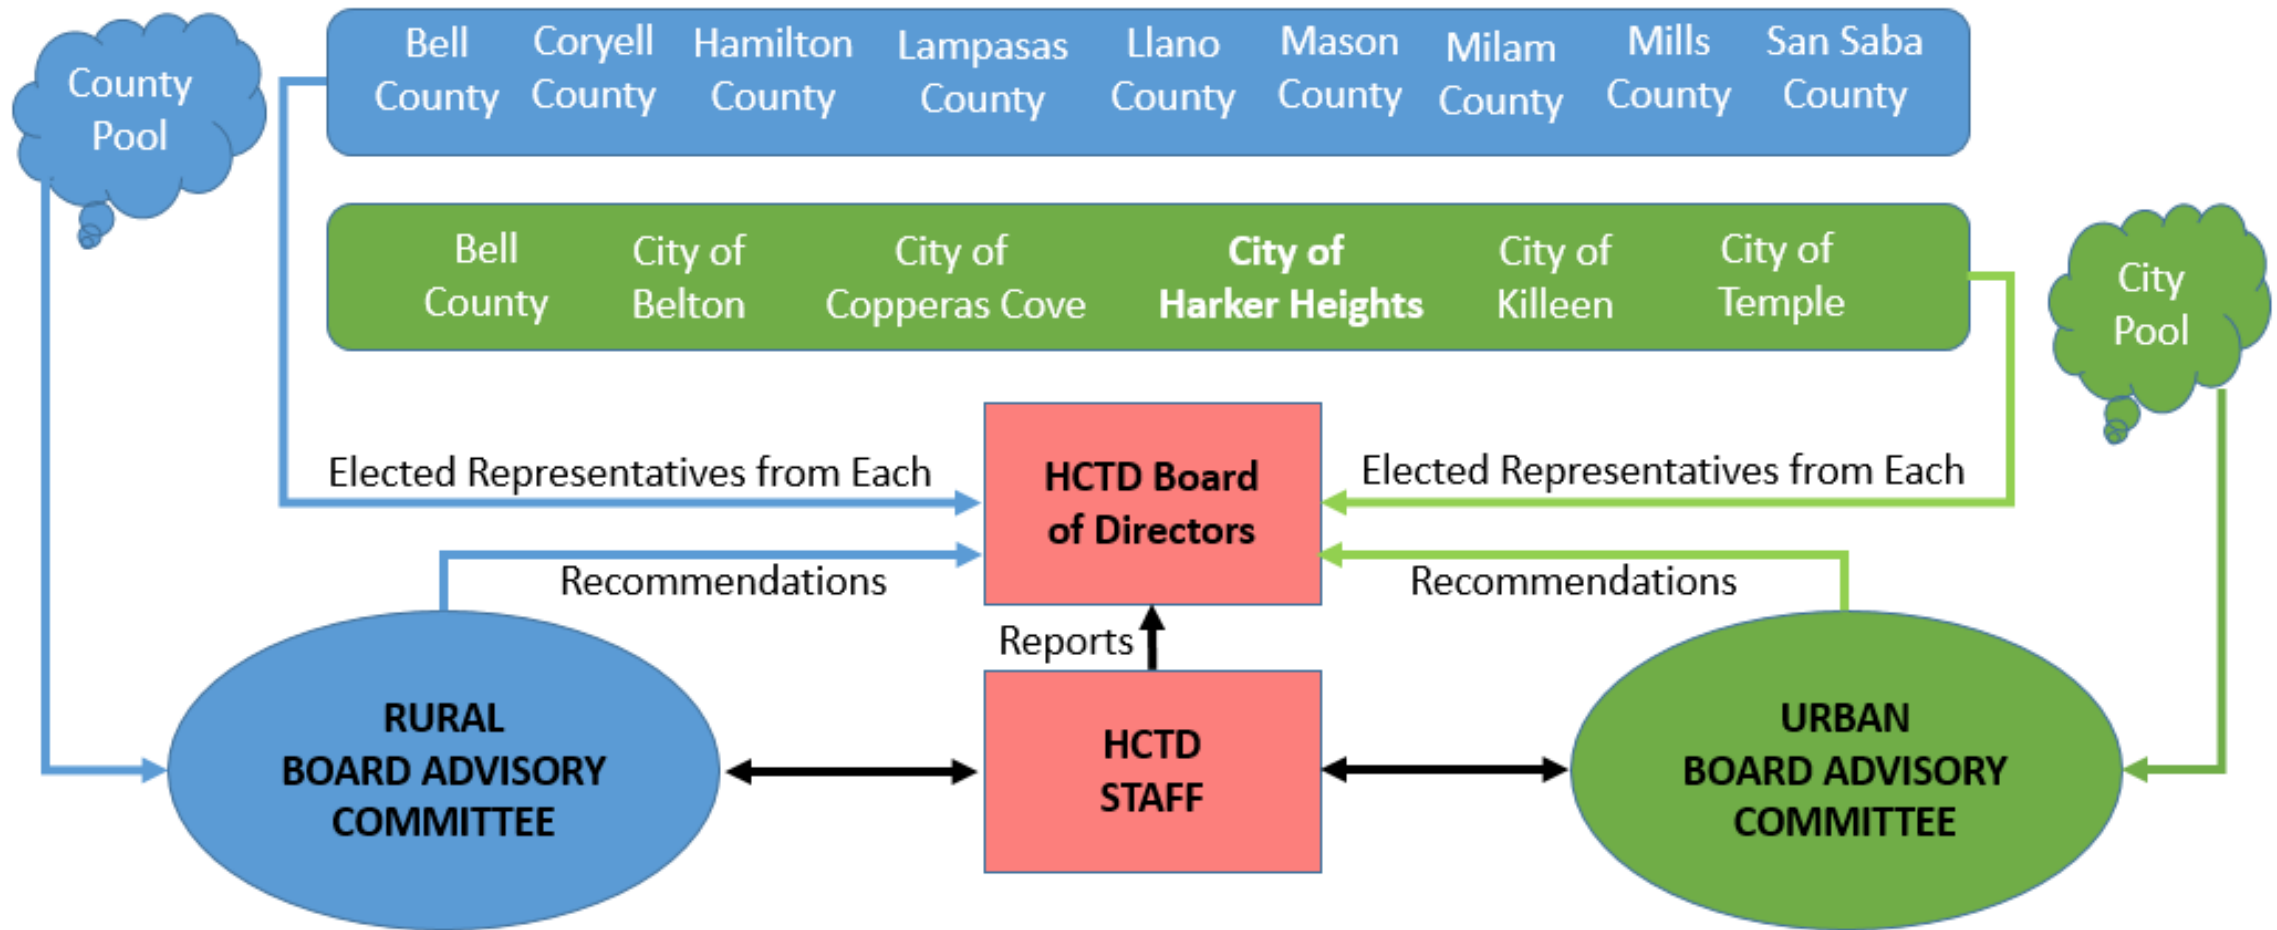 County
Pool
Bell
County
Coryell
County
Hamilton
County
Lampasas
County
Llano
County
Mason
County
Milam
County
Mills
County
San Saba
County
Bell
County
City of
Belton
City of
Copperas Cove
City of
Harker Heights
City of
Killeen
City of
Temple
City
Pool
Elected Representatives from Each
HCTD Board
of Directors
Elected Representatives from Each
Recommendations
Recommendations
Reports
RURAL
BOARD ADVISORY
COMMITTEE
HCTD
STAFF
URBAN
BOARD ADVISORY
COMMITTEE